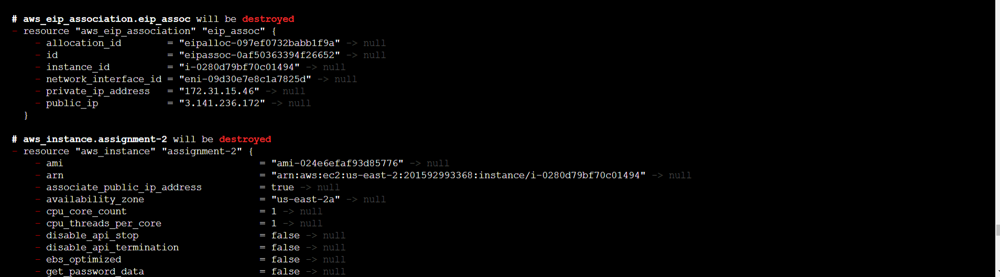 # aws_eip_association.eip_assoc will be destroyed
- resource "aws_eip_association" "eip_assoc" {
- allocation_id = "eipalloc-097ef0732babb1f9a" -> null
- id = "eipassoc-0af50363394f26652" -> null
- instance_id = "i-0280d79bf70c01494" -> null
- network_interface_id = "eni-09d30e7e8c1a7825d" -> null
- private_ip_address = "172.31.15.46" -> null
- public_ip = "3.141.236.172" -> null
}
# aws_instance.assignment-2 will be destroyed
- resource "aws_instance" "assignment-2" {
- ami = "ami-024e6efaf93d85776" -> null
- arn = "arn:aws:ec2:us-east-2:201592993368:instance/i-0280d79bf70c01494" -> null
- associate_public_ip_address = true -> null
- availability_zone = "us-east-2a" -> null
- cpu_core_count = 1 -> null
- cpu_threads_per_core = 1 -> null
- disable_api_stop = false -> null
- disable_api_termination = false -> null
- ebs_optimized = false -> null
- get_password_data = false -> null